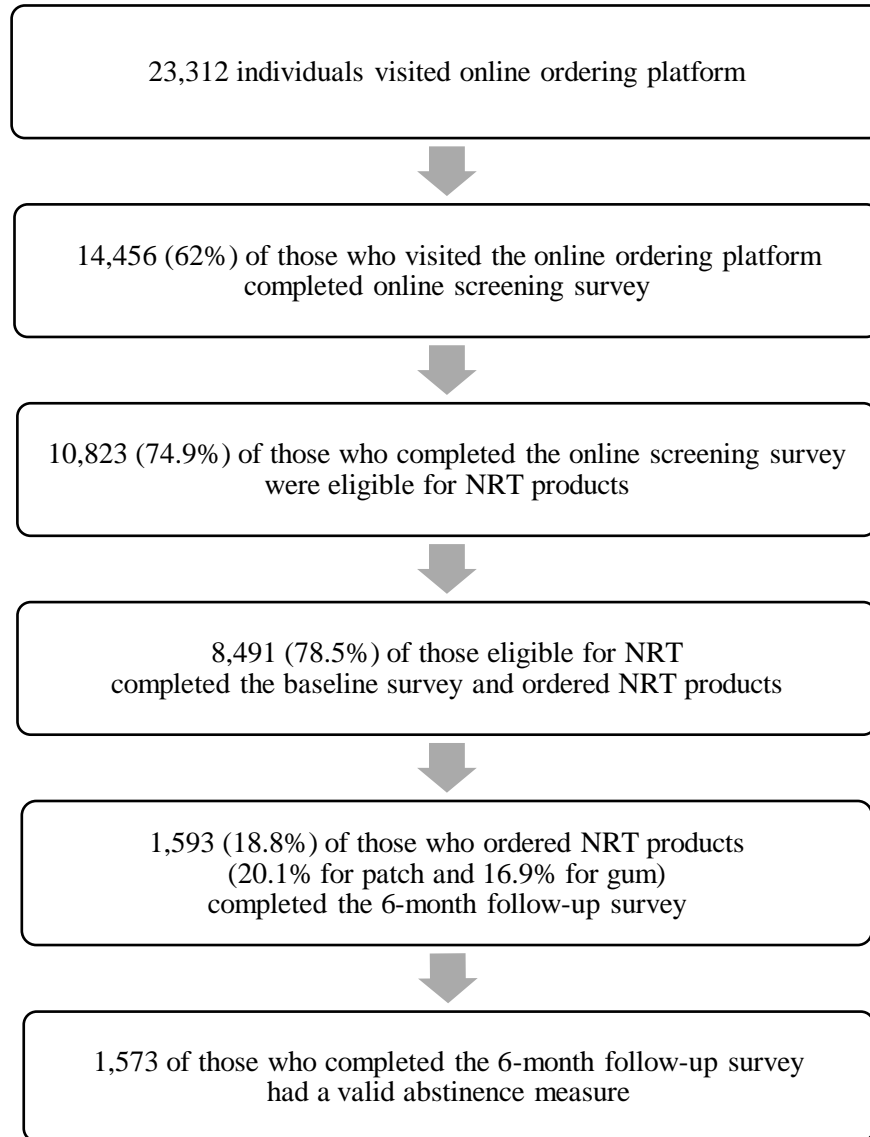 23,312 individuals visited online ordering platform
14,456 (62%) of those who visited the online ordering platform
completed online screening survey
10,823 (74.9%) of those who completed the online screening survey
were eligible for NRT products
8,491 (78.5%) of those eligible for NRT
completed the baseline survey and ordered NRT products
1,593 (18.8%) of those who ordered NRT products
(20.1% for patch and 16.9% for gum)
completed the 6-month follow-up survey
1,573 of those who completed the 6-month follow-up survey
had a valid abstinence measure